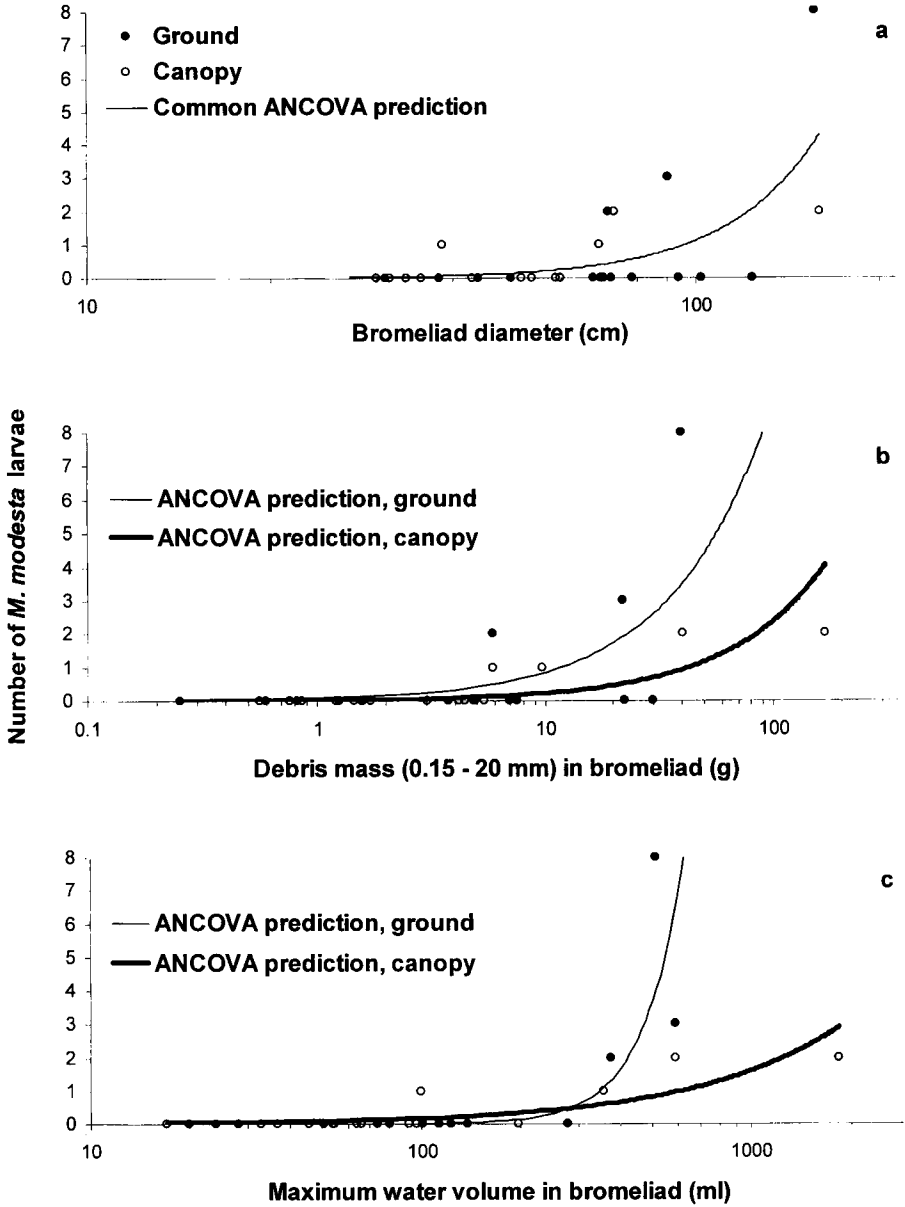 8
7
6
5
4
3
2
1
0
a
Ground
Canopy
Common ANCOVA prediction
10
100
Bromeliad diameter (cm)
Number of M. modesta larvae
8
7
6
5
4
3
2
1
0
b
ANCOVA prediction, ground
ANCOVA prediction, canopy
0.1
1
10
100
Debris mass (0.15 - 20 mm) in bromeliad (g)
8
7
6
5
4
3
2
1
0
c
ANCOVA prediction, ground
ANCOVA prediction, canopy
10
100
1000
Maximum water volume in bromeliad (ml)